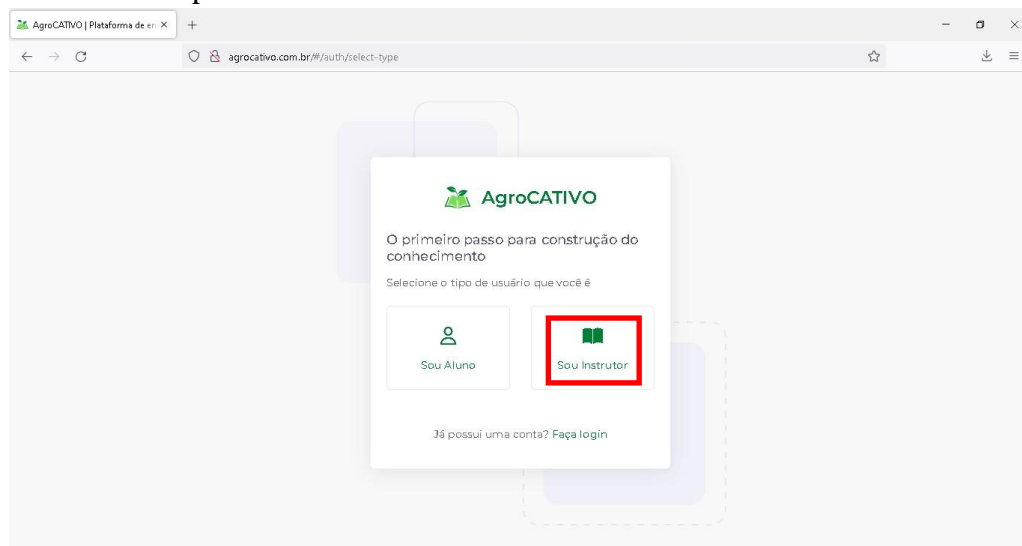 AgroCATIVO | Plataforma de en
agrocativo.com.br/#/auth/select-type
AgroCATIVO
O primeiro passo para construção do
conhecimento
Selecione o tipo de usuário que você é
Sou Aluno
Sou Instrutor
Já possui uma conta? Faça login